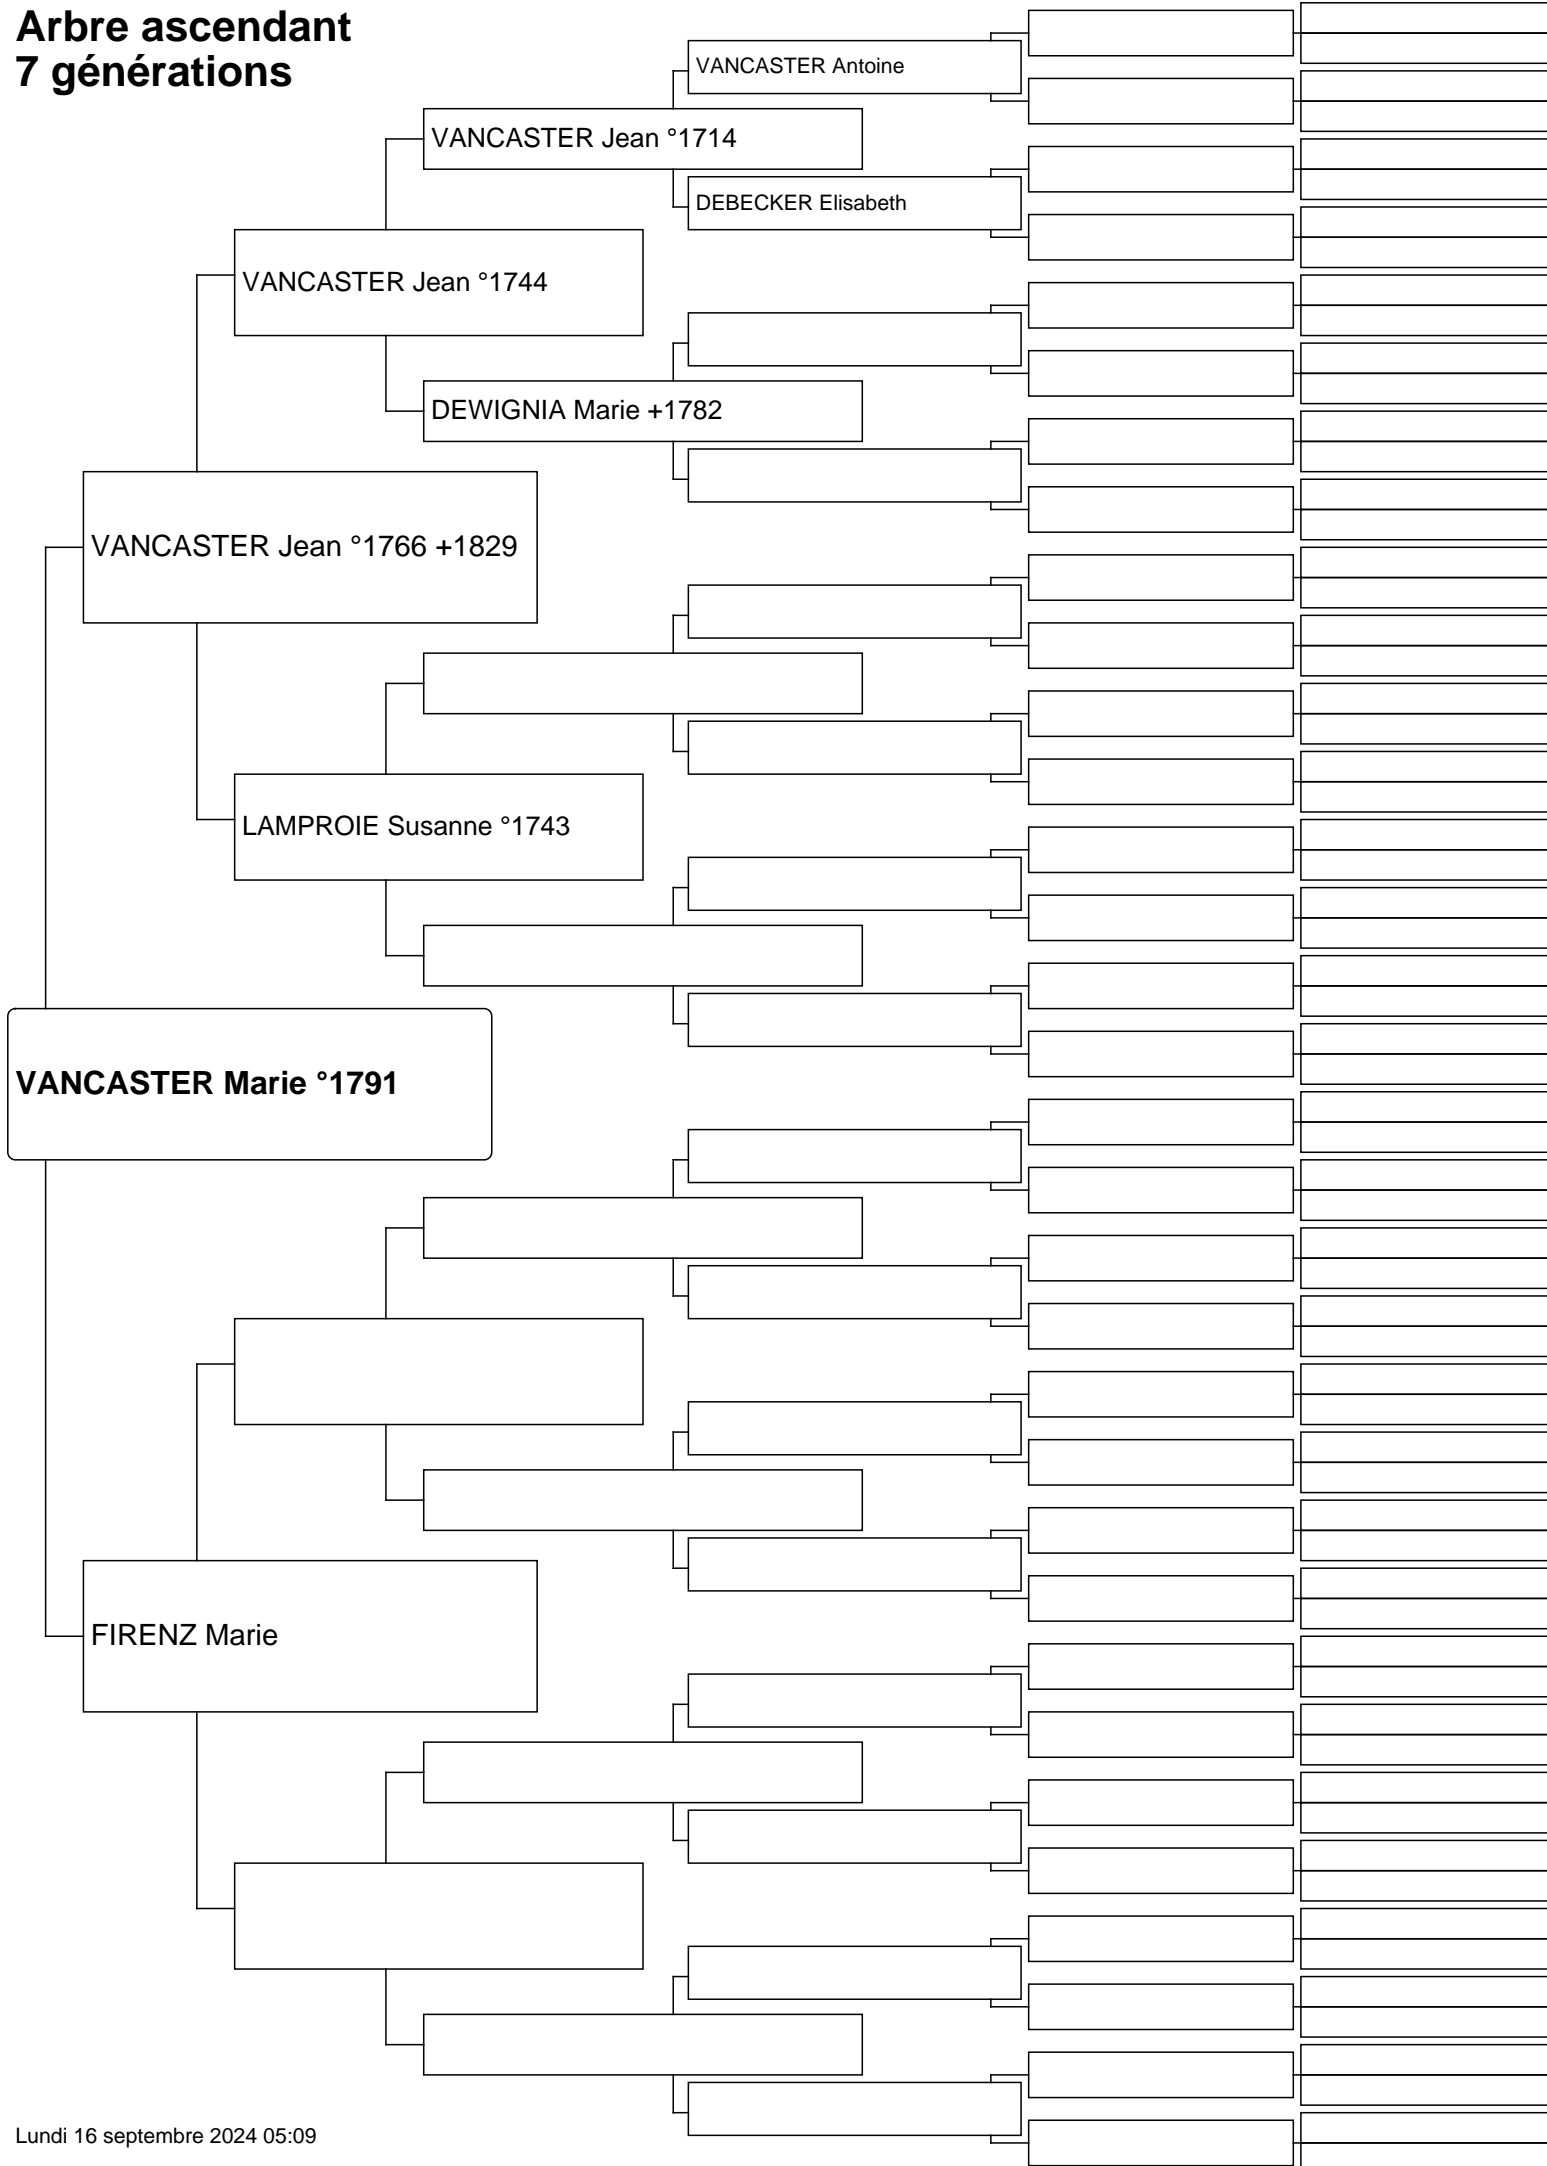 Arbre ascendant
7 générations
VANCASTER Antoine
VANCASTER Jean °1714
DEBECKER Elisabeth
VANCASTER Jean °1744
DEWIGNIA Marie +1782
VANCASTER Jean °1766 +1829
LAMPROIE Susanne °1743
VANCASTER Marie °1791
FIRENZ Marie
Lundi 16 septembre 2024 05:09